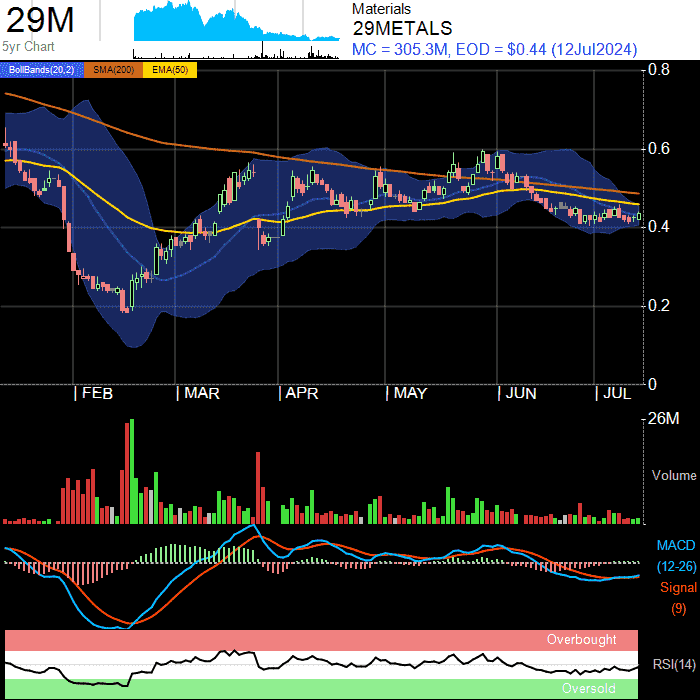 29M
5yr Chart
Materials
29METALS
MC = 305.3M, EOD = $0.44 (12Jul2024)
BollBands(20,2) SMA(200) EMA(50)
0.8
0.6
0.4
0.2
0
FEB MAR APR MAY JUN JUL
26M
Volume
MACD
(12-26)
Signal
(9)
Overbought
RSI(14)
Oversold